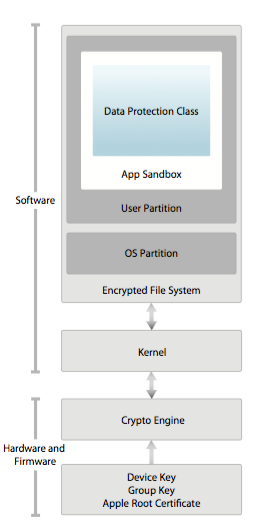 Data Protection Class
App Sandbox
User Partition
Software
OS Partition
Encrypted File System
Kernel
Crypto Engine
Hardware and
Firmware
Device Key
Group Key
Apple Root Certificate